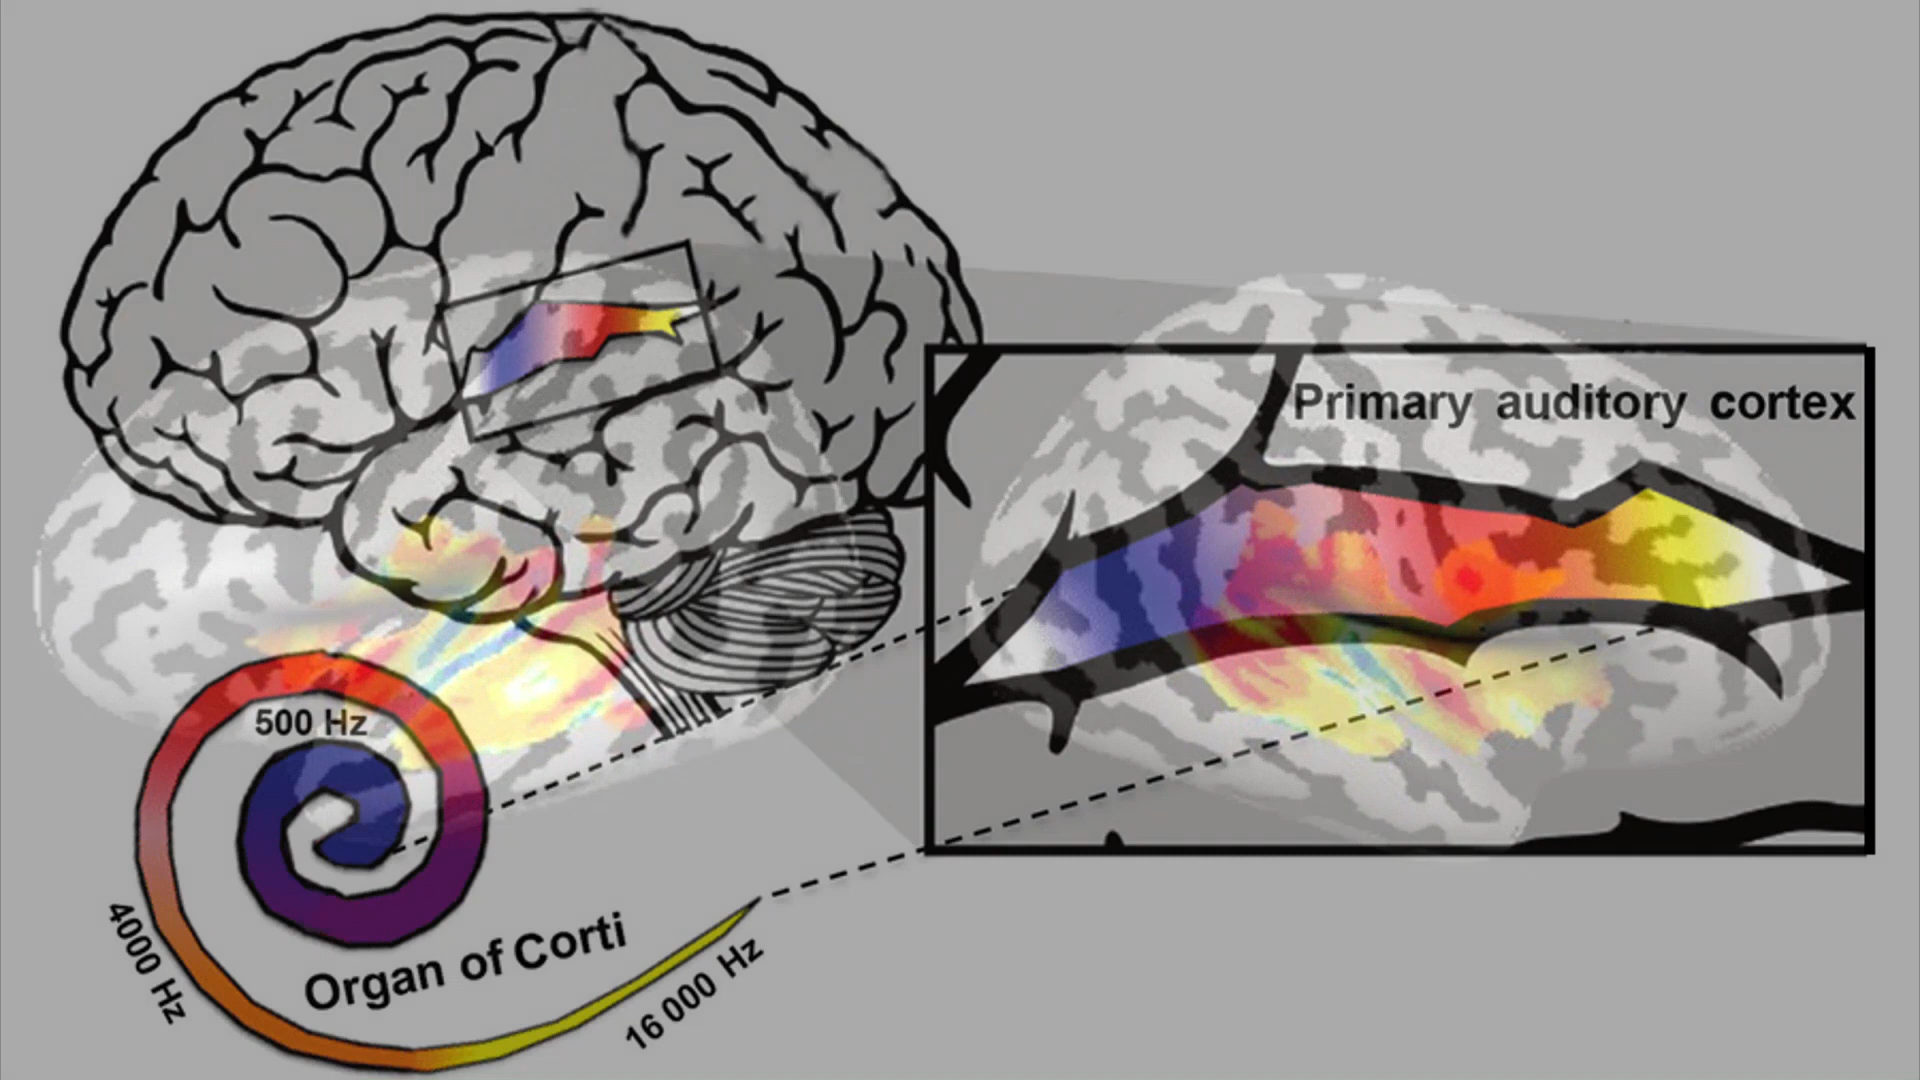 Primary auditory cortex
500 Hz
4000 Hz
Organ of Corti
16 000 Hz